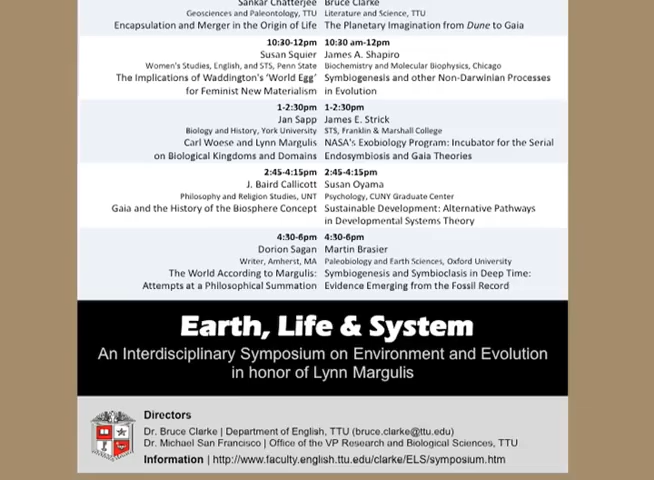 Sankar Chatterjee
Geosciences and Paleontology, TTU
Encapsulation and Merger in the Origin of Life
Bruce Clarke
Literature and Science, TTU
The Planetary Imagination from Dune to Gaia
10:30-12pm
Susan Squier
Women's Studies, English, and STS, Penn State
The Implications of Waddington's 'World Egg'
for Feminist New Materialism
10:30 am-12pm
James A. Shapiro
Biochemistry and Molecular Biophysics, Chicago
Symbiogenesis and other Non-Darwinian Processes
in Evolution
1-2:30pm
Jan Sapp
Biology and History, York University
Carl Woese and Lynn Margulis
on Biological Kingdoms and Domains
1-2:30pm
James E. Strick
STS, Franklin & Marshall College
NASA's Exobiology Program: Incubator for the Serial
Endosymbiosis and Gaia Theories
2:45-4:15pm
J. Baird Callicott
Philosophy and Religion Studies, UNT
Gaia and the History of the Biosphere Concept
2:45-4:15pm
Susan Oyama
Psychology, CUNY Graduate Center
Sustainable Development: Alternative Pathways
in Developmental Systems Theory
4:30-6pm
Dorion Sagan
Writer, Amherst, MA
The World According to Margulis:
Attempts at a Philosophical Summation
4:30-6pm
Martin Brasier
Paleobiology and Earth Sciences, Oxford University
Symbiogenesis and Symbioclasis in Deep Time:
Evidence Emerging from the Fossil Record
Earth, Life & System
An Interdisciplinary Symposium on Environment and Evolution
in honor of Lynn Margulis
Directors
Dr. Bruce Clarke | Department of English, TTU (bruce.clarke@ttu.edu)
Dr. Michael San Francisco | Office of the VP Research and Biological Sciences, TTU
Information | http://www.faculty.english.ttu.edu/clarke/ELS/symposium.htm